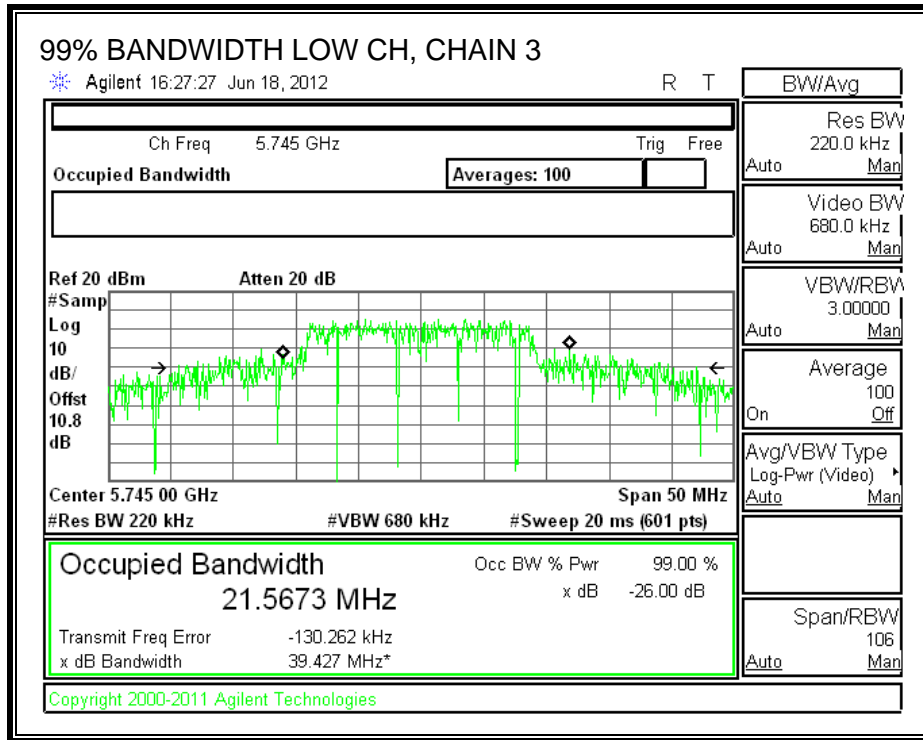 99% BANDWIDTH LOW CH, CHAIN 3
Agilent 16:27:27 Jun 18, 2012 R T
BW/Avg
Ch Freq 5.745 GHz Trig Free
Occupied Bandwidth Averages: 100
Ref 20 dBm Atten 20 dB
#Samp
Log
10
dB/
Offst
10.8
dB
Center 5.745 00 GHz Span 50 MHz
#Res BW 220 kHz #VBW 680 kHz #Sweep 20 ms (601 pts)
Occupied Bandwidth
21.5673 MHz
Occ BW % Pwr 99.00 %
x dB -26.00 dB
Transmit Freq Error -130.262 kHz
x dB Bandwidth 39.427 MHz*
Res BW
220.0 kHz
Auto Man
Video BW
680.0 kHz
Auto Man
VBW/RBW
3.00000
Auto Man
Average
100
On Off
Avg/VBW Type
Log-Pwr (Video)
Auto Man
Span/RBW
106
Auto Man
Copyright 2000-2011 Agilent Technologies